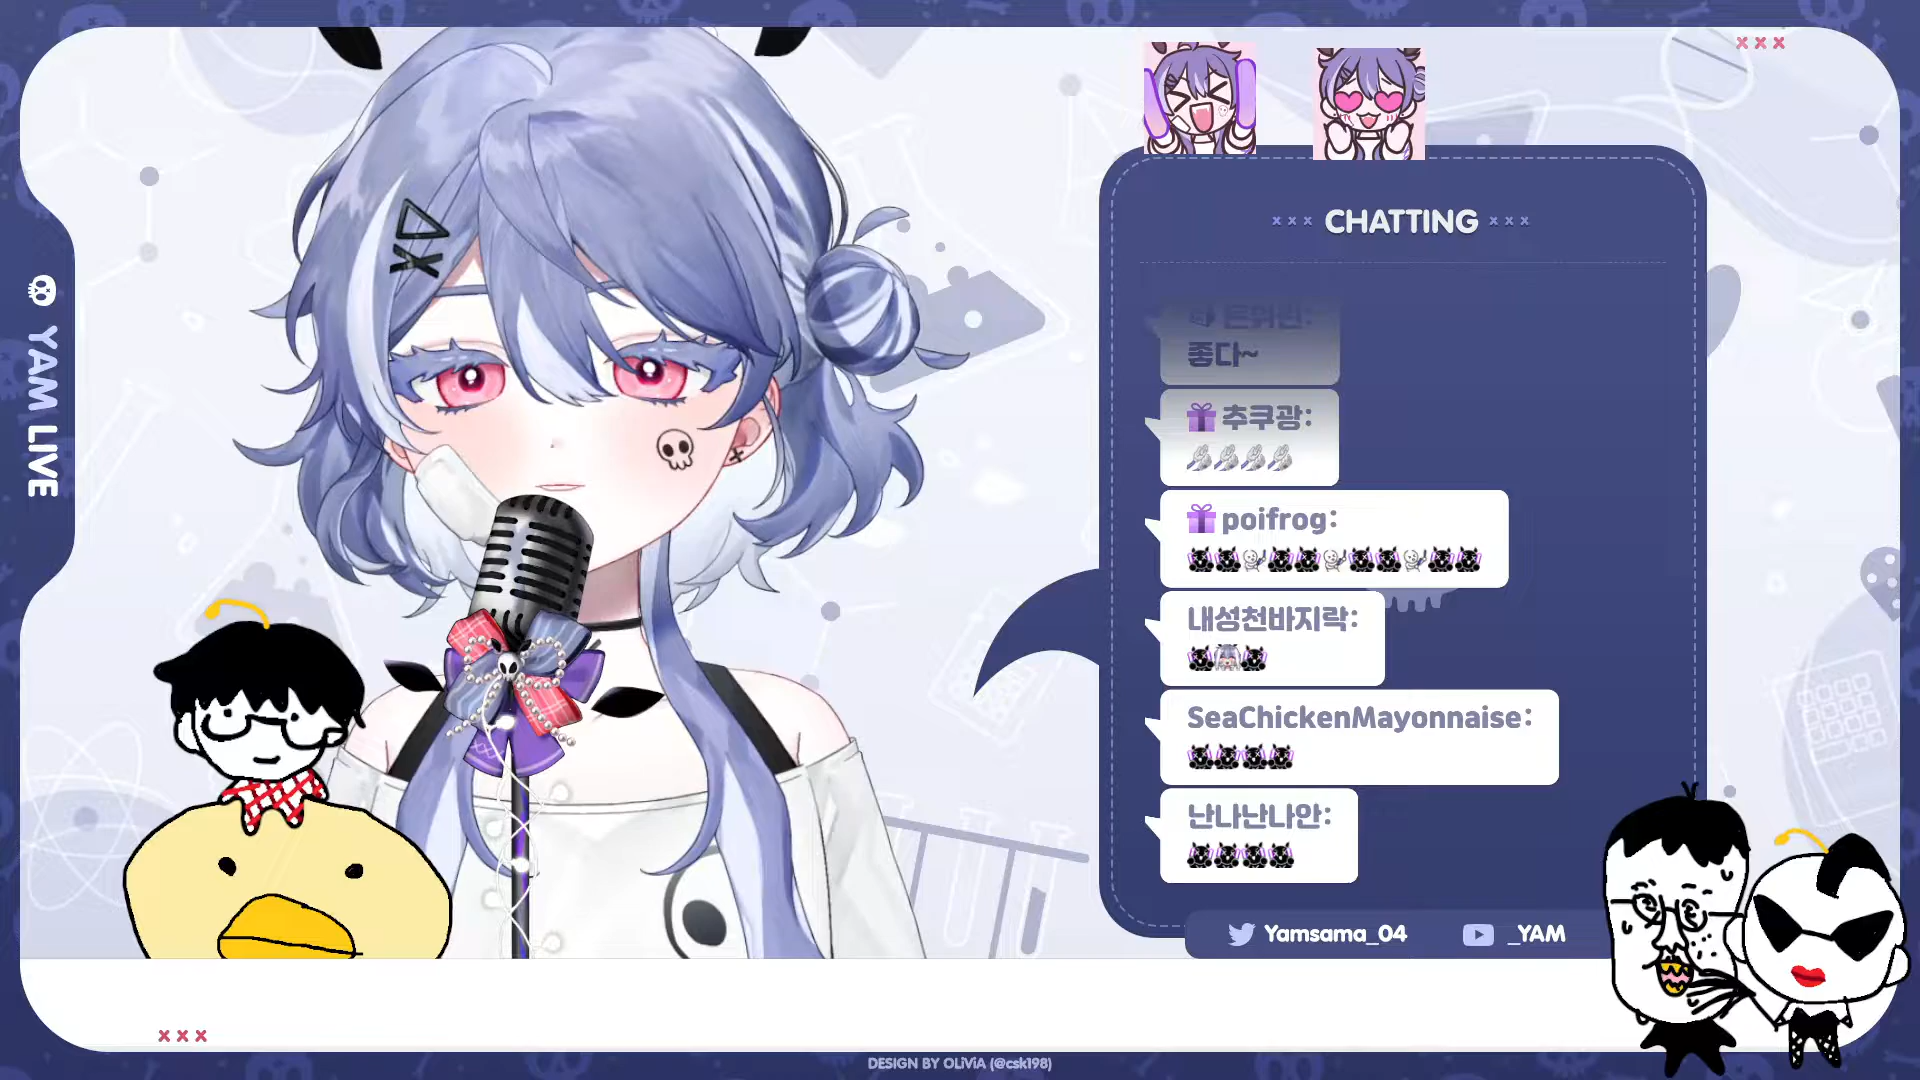 YAM LIVE
CHATTING
좋다~
추쿠광:
poifrog:
내성천바지락:
SeaChickenMayonnaise:
난나난나안:
Yamsama_04
_YAM
DESIGN BY OLiViA (@csk198)